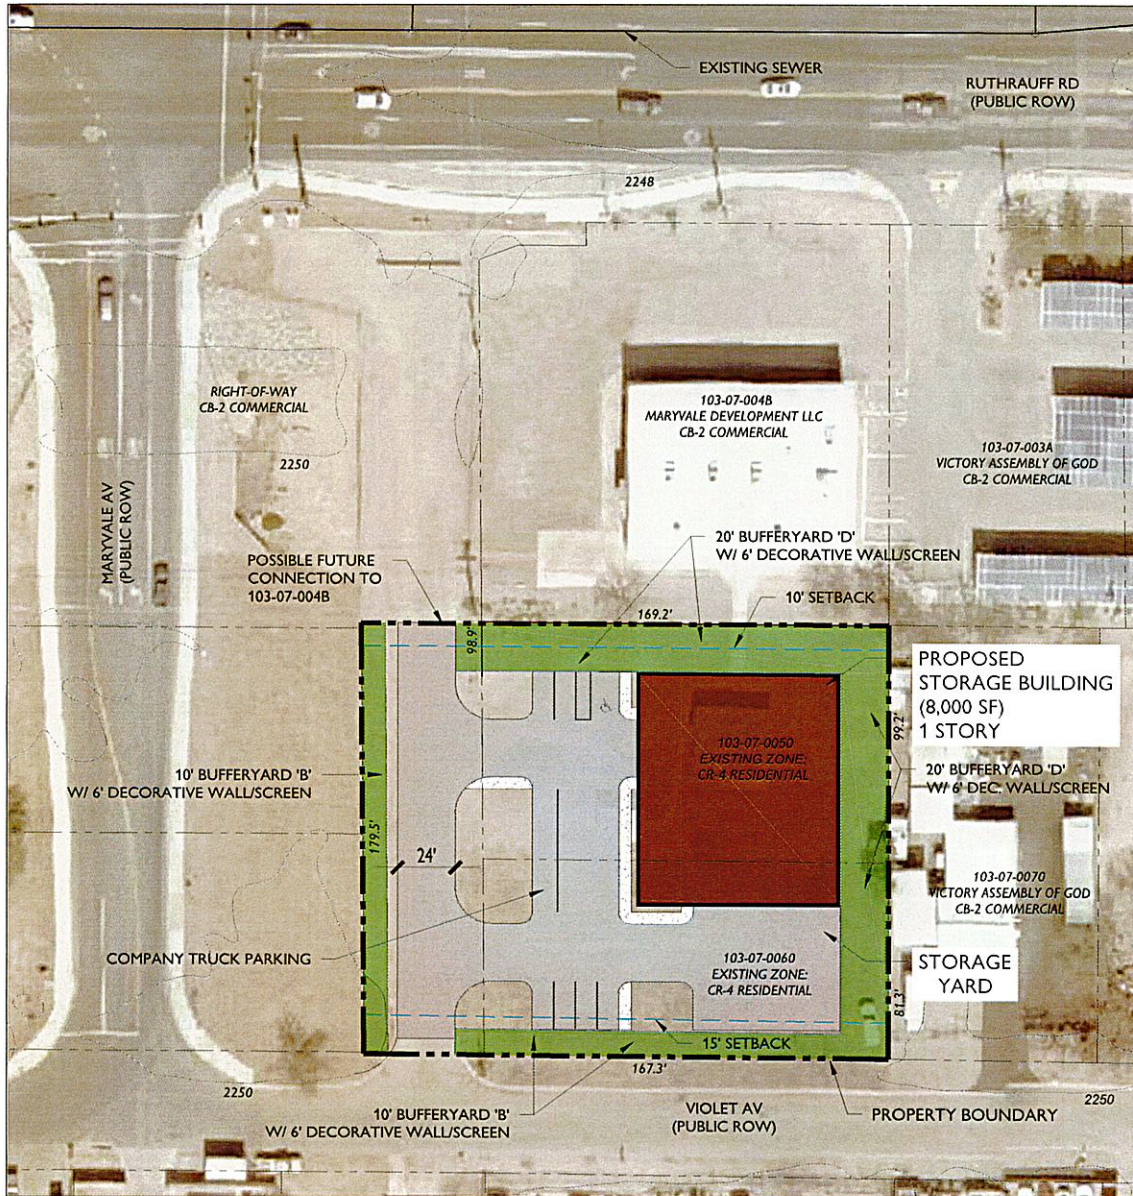 EXISTING SEWER
RUTHRAUFF RD
(PUBLIC ROW)
2248
RIGHT-OF-WAY
CB-2 COMMERCIAL
2250
MARYVALE AV
(PUBLIC ROW)
103-07-004B
MARYVALE DEVELOPMENT LLC
CB-2 COMMERCIAL
103-07-003A
VICTORY ASSEMBLY OF GOD
CB-2 COMMERCIAL
20' BUFFERYARD 'D'
W/ 6' DECORATIVE WALL/SCREEN
POSSIBLE FUTURE
CONNECTION TO
103-07-004B
10' SETBACK
169.2'
98.9'
PROPOSED
STORAGE BUILDING
(8,000 SF)
1 STORY
99.2'
103-07-0050
EXISTING ZONE:
CR-4 RESIDENTIAL
20' BUFFERYARD 'D'
W/ 6' DEC. WALL/SCREEN
10' BUFFERYARD 'B'
W/ 6' DECORATIVE WALL/SCREEN
179.5'
24'
103-07-0070
VICTORY ASSEMBLY OF GOD
CB-2 COMMERCIAL
COMPANY TRUCK PARKING
103-07-0060
EXISTING ZONE:
CR-4 RESIDENTIAL
STORAGE
YARD
81.3'
15' SETBACK
167.3'
2250
10' BUFFERYARD 'B'
W/ 6' DECORATIVE WALL/SCREEN
VIOLET AV
(PUBLIC ROW)
PROPERTY BOUNDARY
2250